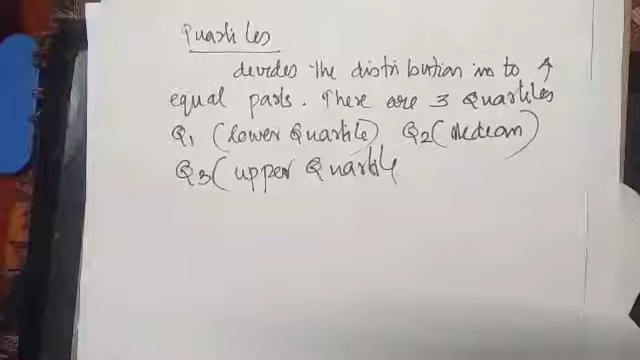 Quartiles
devides the distribution in to 4
equal parts. There are 3 Quartiles
Q1 (lower Quartile) Q2 (Median)
Q3 (upper Quartile